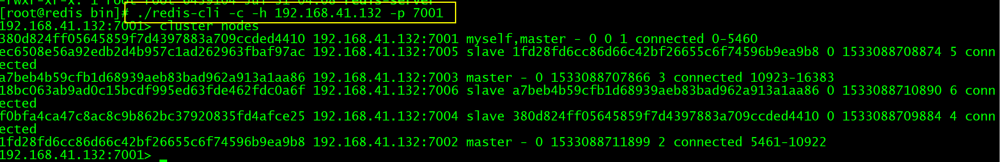 -rwxr-xr-x. 1 root root 6439104 Jul 31 04:08 redis-server
[root@redis bin]# ./redis-cli -c -h 192.168.41.132 -p 7001
192.168.41.132:7001> cluster nodes
380d824ff05645859f7d4397883a709ccded4410 192.168.41.132:7001 myself,master - 0 0 1 connected 0-5460
ec6508e56a92edb2d4b957c1ad262963fbaf97ac 192.168.41.132:7005 slave 1fd28fd6cc86d66c42bf26655c6f74596b9ea9b8 0 1533088708874 5 conn
ected
a7beb4b59cfb1d68939aeb83bad962a913a1aa86 192.168.41.132:7003 master - 0 1533088707866 3 connected 10923-16383
18bc063ab9ad0c15bcdf995ed63fde462fdc0a6f 192.168.41.132:7006 slave a7beb4b59cfb1d68939aeb83bad962a913a1aa86 0 1533088710890 6 conn
ected
f0bfa4ca47c8ac8c9b862bc37920835fd4afce25 192.168.41.132:7004 slave 380d824ff05645859f7d4397883a709ccded4410 0 1533088709884 4 conn
ected
1fd28fd6cc86d66c42bf26655c6f74596b9ea9b8 192.168.41.132:7002 master - 0 1533088711899 2 connected 5461-10922
192.168.41.132:7001>